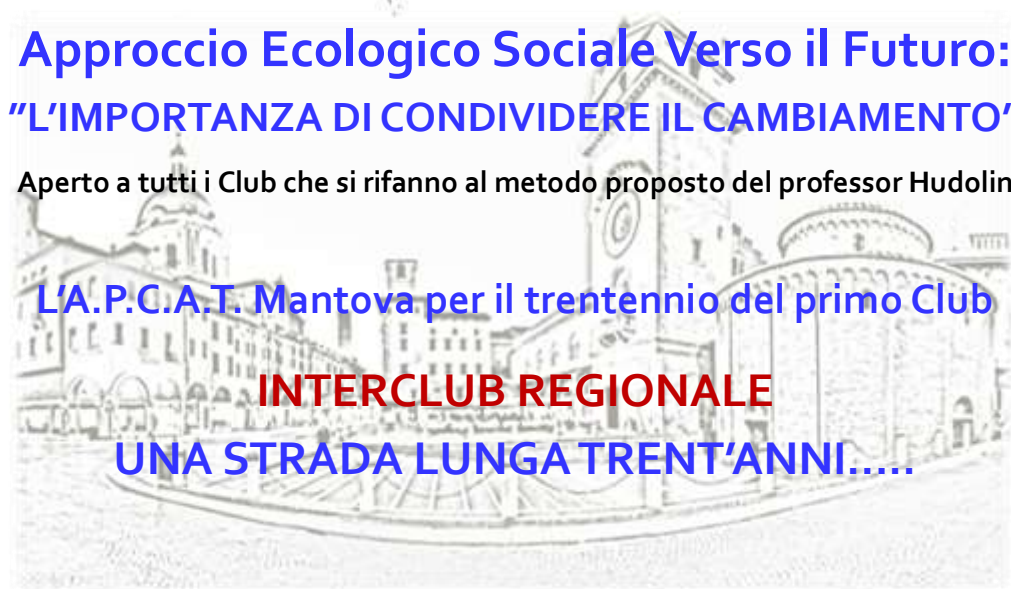 Approccio Ecologico Sociale Verso il Futuro:
”L’IMPORTANZA DI CONDIVIDERE IL CAMBIAMENTO”
Aperto a tutti i Club che si rifanno al metodo proposto del professor Hudolin
L’A.P.C.A.T. Mantova per il trentennio del primo Club
INTERCLUB REGIONALE
UNA STRADA LUNGA TRENT’ANNI.....